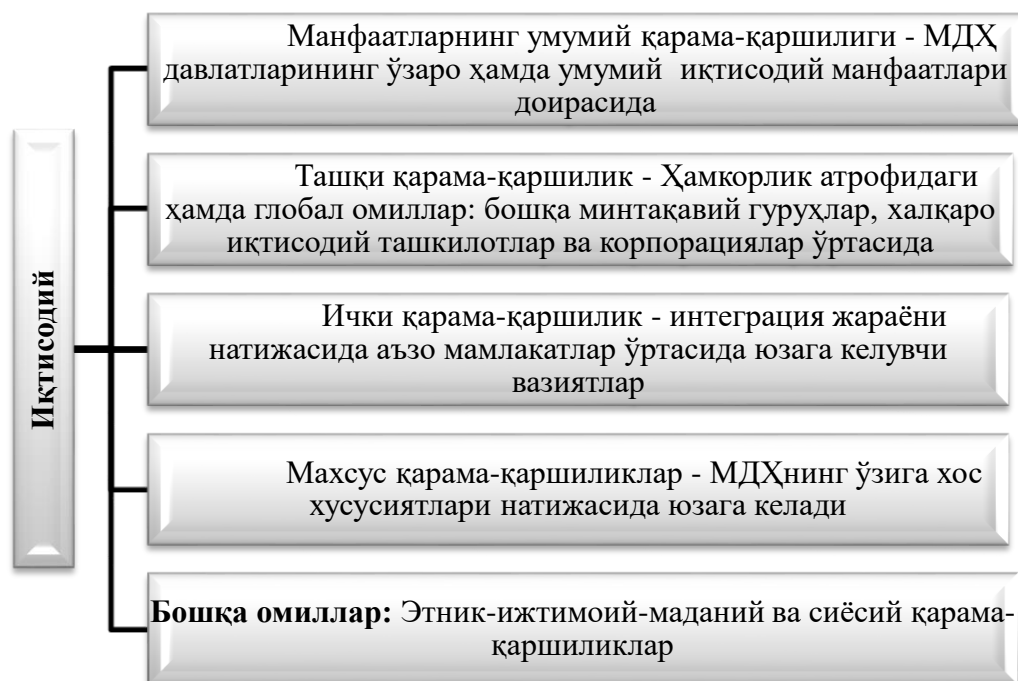 Иқтисодий
Манфаатларнинг умумий қарама-қаршилиги - МДҲ
давлатларининг ўзаро ҳамда умумий иқтисодий манфаатлари
доирасида
Ташқи қарама-қаршилик - Ҳамкорлик атрофидаги
ҳамда глобал омиллар: бошқа минтақавий гуруҳлар, халқаро
иқтисодий ташкилотлар ва корпорациялар ўртасида
Ички қарама-қаршилик - интеграция жараёни
натижасида аъзо мамлакатлар ўртасида юзага келувчи
вазиятлар
Махсус қарама-қаршиликлар - МДҲнинг ўзига хос
хусусиятлари натижасида юзага келади
Бошқа омиллар: Этник-ижтимоий-маданий ва сиёсий қарама-
қаршиликлар